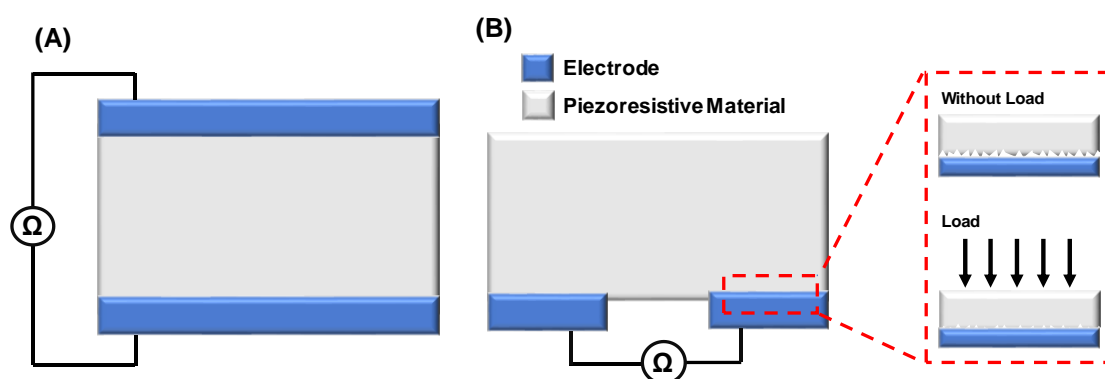 (A)
Ω
(B)
Electrode
Piezoresistive Material
Ω
Without Load
Load